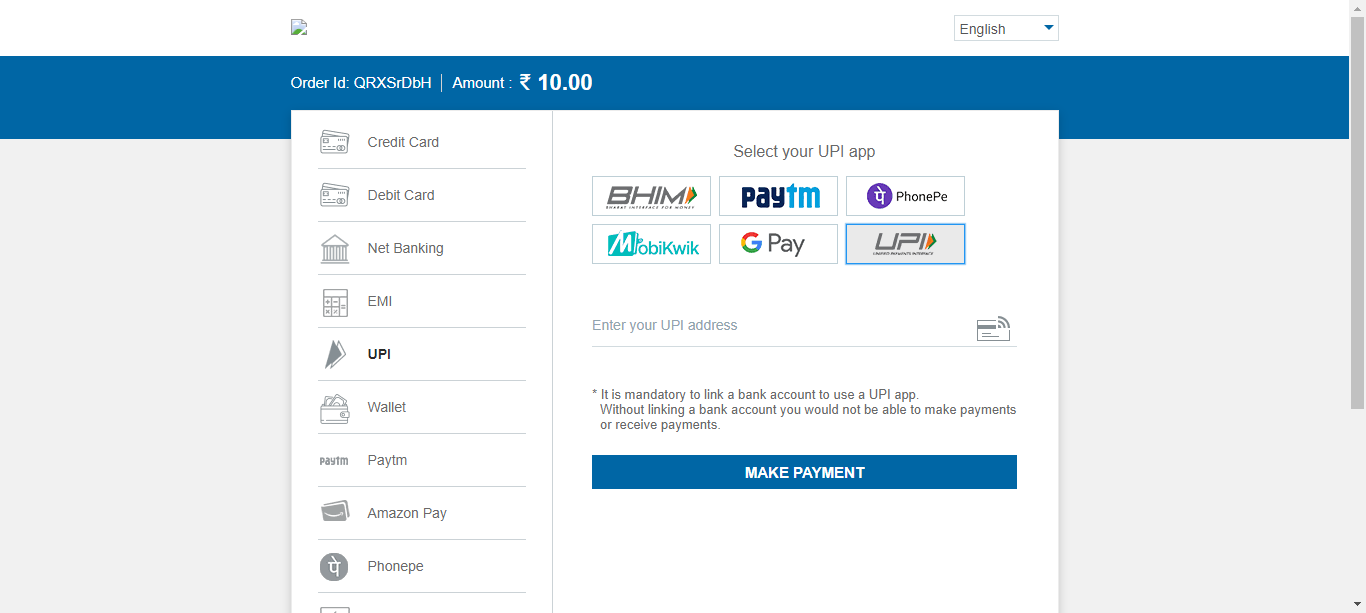 English
Order Id: QRXSrDbH | Amount : ₹ 10.00
Credit Card
Debit Card
Net Banking
EMI
UPI
Wallet
paytm Paytm
Amazon Pay
पे Phonepe
Select your UPI app
BHIM
BHARAT INTERFACE FOR MONEY
paytm
पे PhonePe
MobiKwik
G Pay
UPI
UNIFIED PAYMENTS INTERFACE
Enter your UPI address
* It is mandatory to link a bank account to use a UPI app.
Without linking a bank account you would not be able to make payments
or receive payments.
MAKE PAYMENT